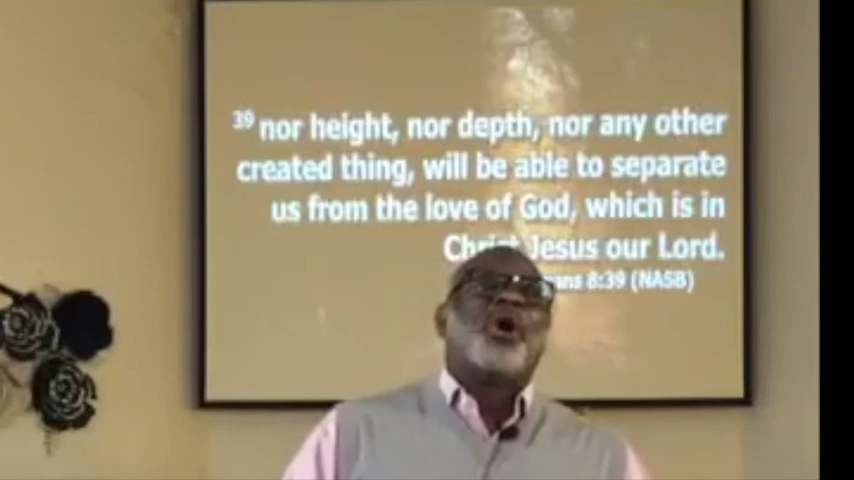 39 nor height, nor depth, nor any other
created thing, will be able to separate
us from the love of God, which is in
Christ Jesus our Lord.
8:39 (NASB)